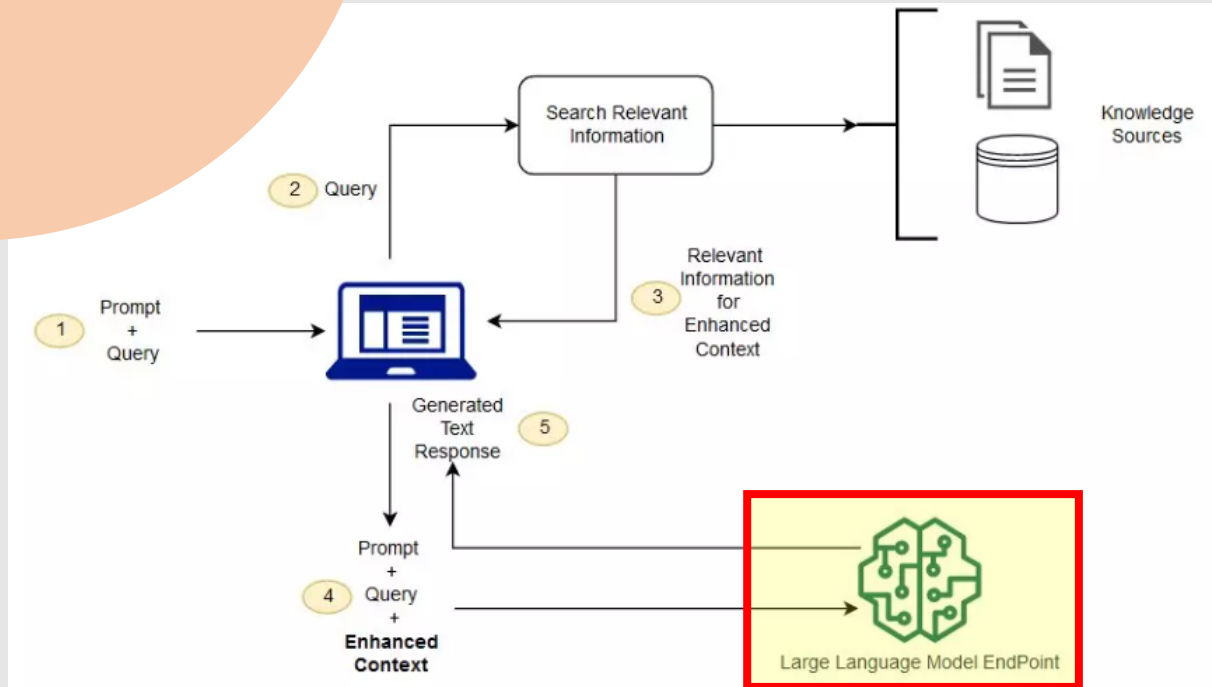 Search Relevant
Information
Knowledge
Sources
2
Query
Relevant
Information
for
Enhanced
Context
3
1
Prompt
+
Query
Generated
Text
Response
5
Prompt
+
Query
+
Enhanced
Context
4
Large Language Model EndPoint